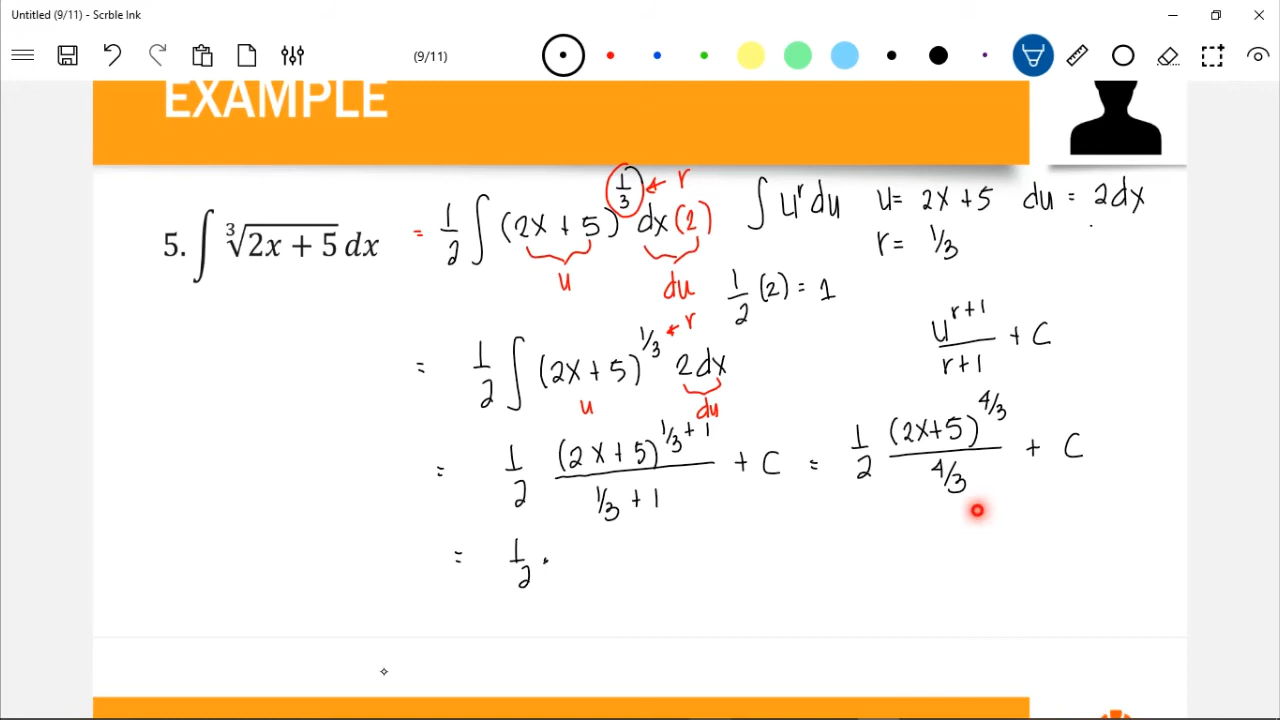 Untitled (9/11) - Scrble Ink
(9/11)
EXAMPLE
5. ∫ ∛(2x + 5) dx = 1/2 ∫ (2x + 5)^(1/3) ← r dx (2)
u du
∫ u^r du u = 2x + 5 du = 2dx
r = 1/3
1/2 (2) = 1
= 1/2 ∫ (2x + 5)^(1/3) ← r 2dx
u du
u^(r+1)/(r+1) + C
= 1/2 (2x + 5)^(1/3 + 1)/(1/3 + 1) + C = 1/2 (2x+5)^(4/3)/(4/3) + C
= 1/2 ·